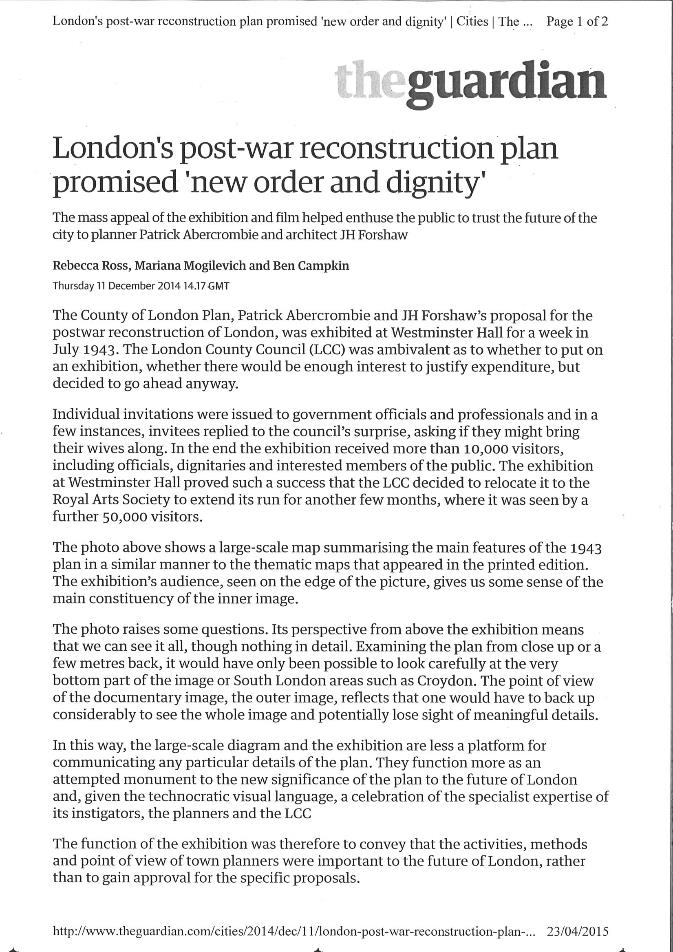 London's post-war reconstruction plan promised 'new order and dignity' | Cities | The ... Page 1 of 2
theguardian
London's post-war reconstruction plan
promised 'new order and dignity'
The mass appeal of the exhibition and film helped enthuse the public to trust the future of the
city to planner Patrick Abercrombie and architect JH Forshaw
Rebecca Ross, Mariana Mogilevich and Ben Campkin
Thursday 11 December 2014 14.17 GMT
The County of London Plan, Patrick Abercrombie and JH Forshaw's proposal for the
postwar reconstruction of London, was exhibited at Westminster Hall for a week in
July 1943. The London County Council (LCC) was ambivalent as to whether to put on
an exhibition, whether there would be enough interest to justify expenditure, but
decided to go ahead anyway.
Individual invitations were issued to government officials and professionals and in a
few instances, invitees replied to the council's surprise, asking if they might bring
their wives along. In the end the exhibition received more than 10,000 visitors,
including officials, dignitaries and interested members of the public. The exhibition
at Westminster Hall proved such a success that the LCC decided to relocate it to the
Royal Arts Society to extend its run for another few months, where it was seen by a
further 50,000 visitors.
The photo above shows a large-scale map summarising the main features of the 1943
plan in a similar manner to the thematic maps that appeared in the printed edition.
The exhibition's audience, seen on the edge of the picture, gives us some sense of the
main constituency of the inner image.
The photo raises some questions. Its perspective from above the exhibition means
that we can see it all, though nothing in detail. Examining the plan from close up or a
few metres back, it would have only been possible to look carefully at the very
bottom part of the image or South London areas such as Croydon. The point of view
of the documentary image, the outer image, reflects that one would have to back up
considerably to see the whole image and potentially lose sight of meaningful details.
In this way, the large-scale diagram and the exhibition are less a platform for
communicating any particular details of the plan. They function more as an
attempted monument to the new significance of the plan to the future of London
and, given the technocratic visual language, a celebration of the specialist expertise of
its instigators, the planners and the LCC
The function of the exhibition was therefore to convey that the activities, methods
and point of view of town planners were important to the future of London, rather
than to gain approval for the specific proposals.
http://www.theguardian.com/cities/2014/dec/11/london-post-war-reconstruction-plan-... 23/04/2015